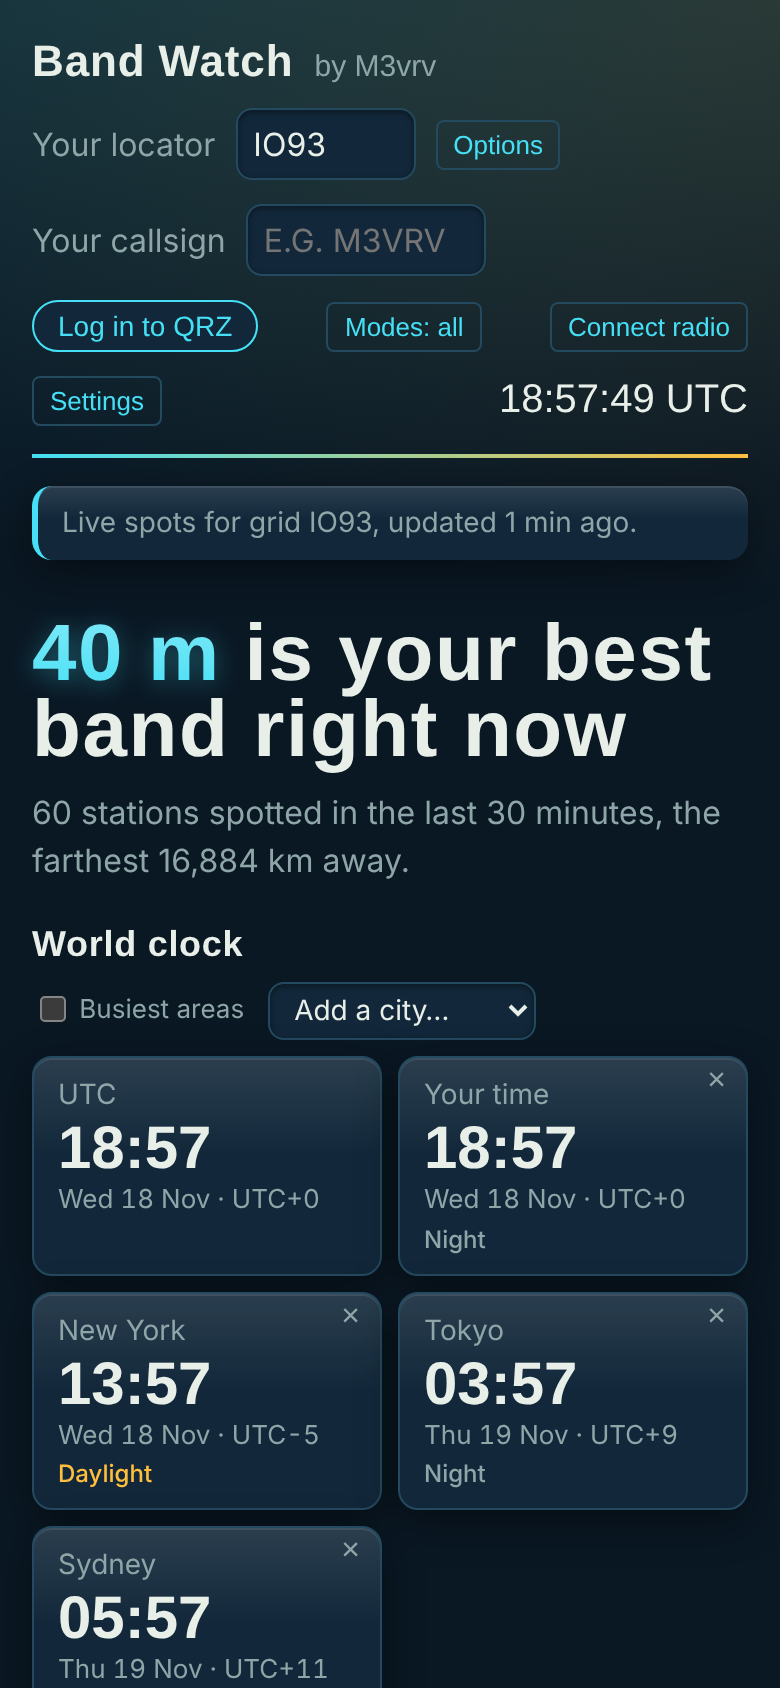 Band Watch by M3vrv
Your locator IO93 Options
Your callsign E.G. M3VRV
Log in to QRZ Modes: all Connect radio
Settings 18:57:49 UTC
Live spots for grid IO93, updated 1 min ago.
40 m is your best
band right now
60 stations spotted in the last 30 minutes, the
farthest 16,884 km away.
World clock
Busiest areas Add a city...
UTC
18:57
Wed 18 Nov · UTC+0
Your time ×
18:57
Wed 18 Nov · UTC+0
Night
New York ×
13:57
Wed 18 Nov · UTC-5
Daylight
Tokyo ×
03:57
Thu 19 Nov · UTC+9
Night
Sydney ×
05:57
Thu 19 Nov · UTC+11